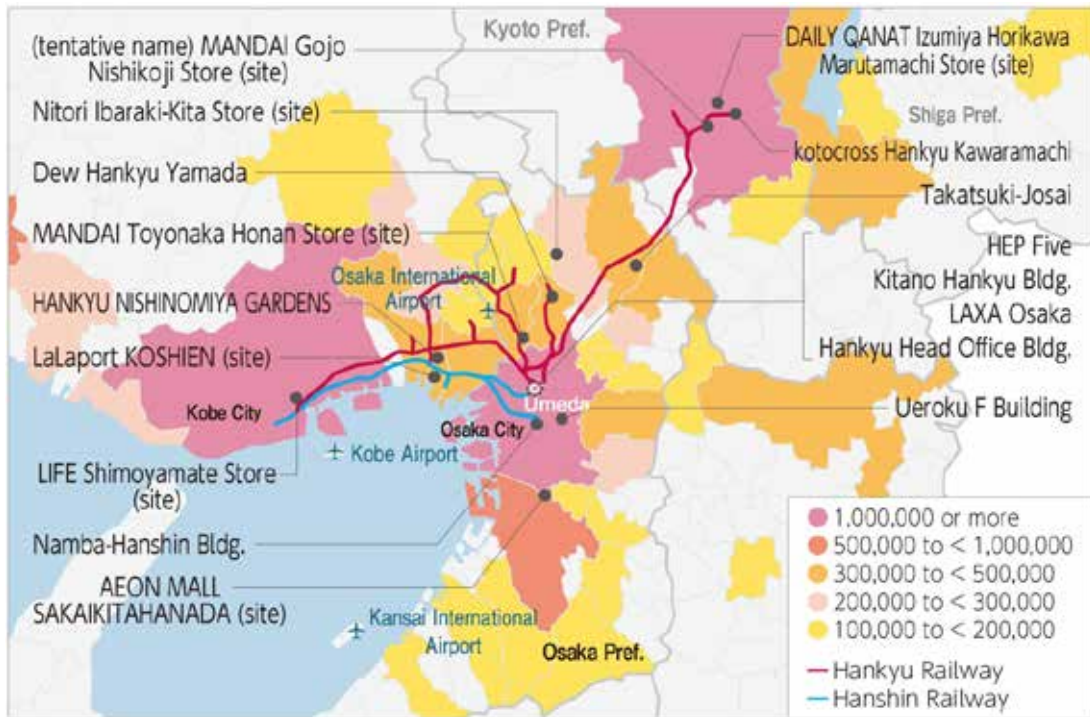 (tentative name) MANDAI Gojo
Nishikoji Store (site)
Nitori Ibaraki-Kita Store (site)
Dew Hankyu Yamada
MANDAI Toyonaka Honan Store (site)
Osaka International
Airport
HANKYU NISHINOMIYA GARDENS
LaLaport KOSHIEN (site)
Kobe City
LIFE Shimoyamate Store
(site)
Kobe Airport
Namba-Hanshin Bldg.
AEON MALL
SAKAIKITAHANADA (site)
Kansai International
Airport
Kyoto Pref.
DAILY QANAT Izumiya Horikawa
Marutamachi Store (site)
Shiga Pref.
kotocross Hankyu Kawaramachi
Takatsuki-Josai
HEP Five
Kitano Hankyu Bldg.
LAXA Osaka
Hankyu Head Office Bldg.
Umeda
Osaka City
Ueroku F Building
Osaka Pref.
1,000,000 or more
500,000 to < 1,000,000
300,000 to < 500,000
200,000 to < 300,000
100,000 to < 200,000
Hankyu Railway
Hanshin Railway